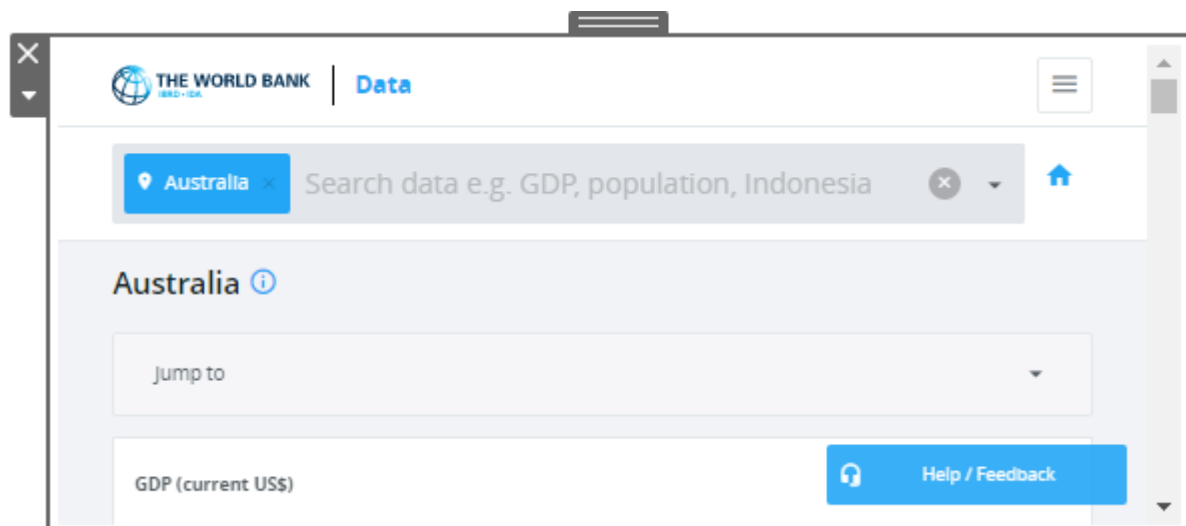 THE WORLD BANK
IBRD • IDA
Data
Australia × Search data e.g. GDP, population, Indonesia
Australia
Jump to
GDP (current US$)
Help / Feedback